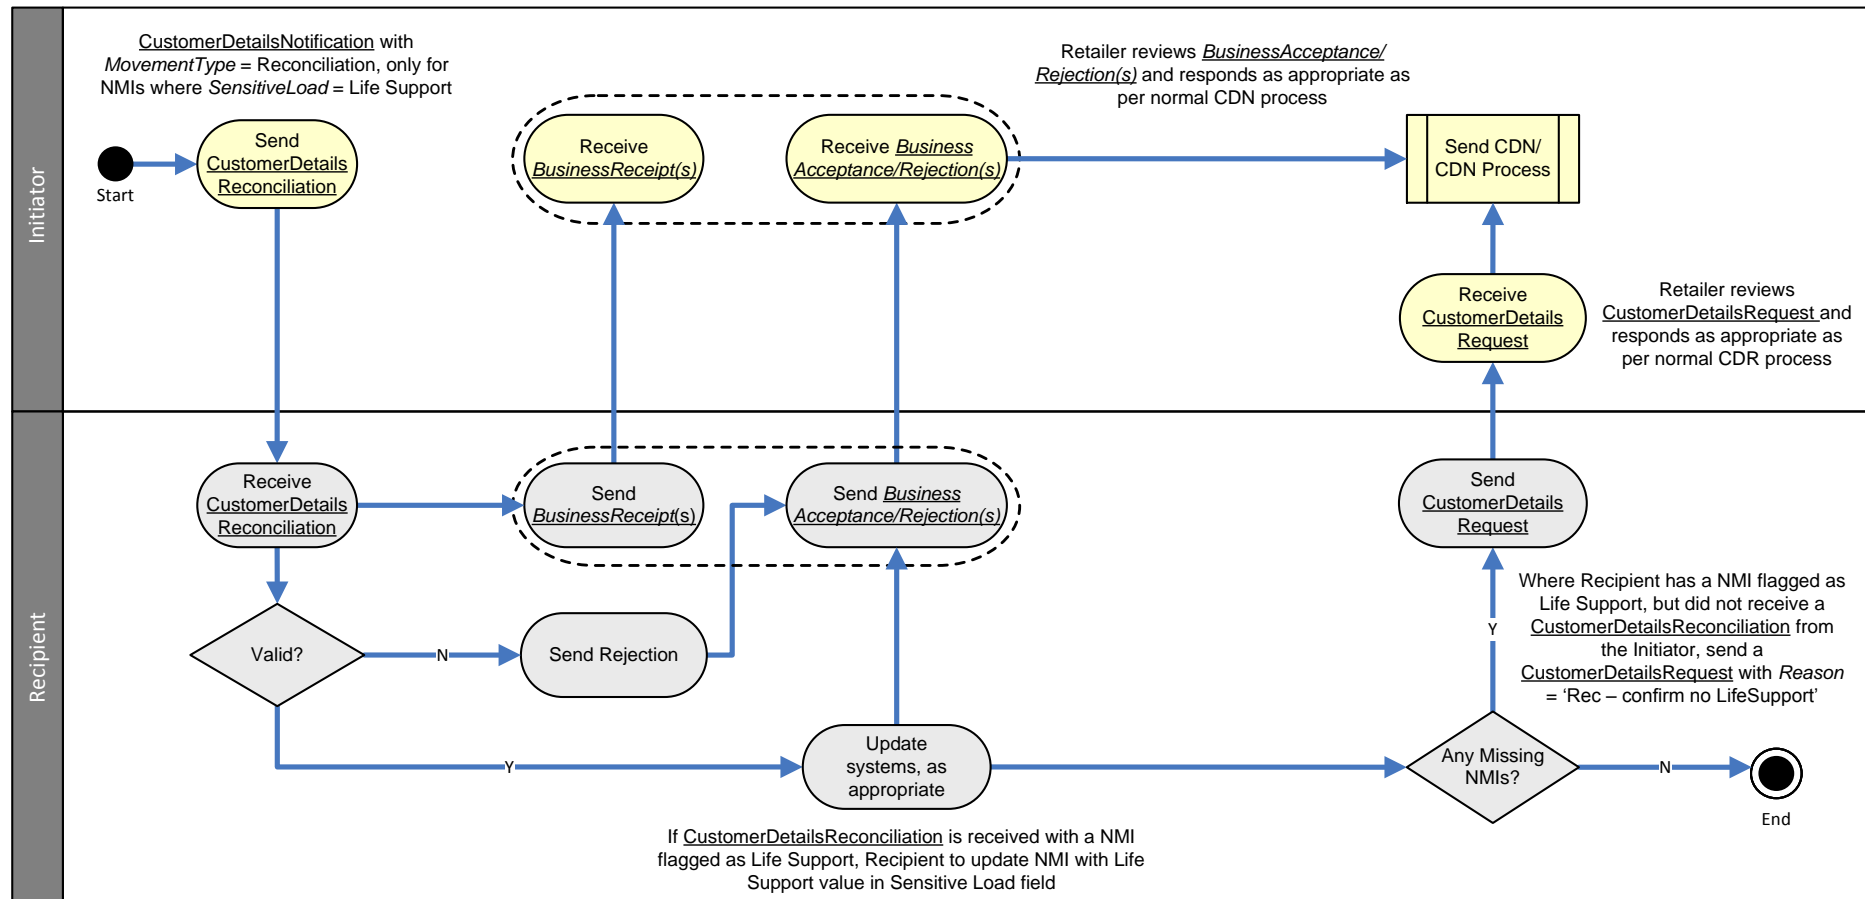 Initiator
CustomerDetailsNotification with
MovementType = Reconciliation, only for
NMIs where SensitiveLoad = Life Support
Start
Send
CustomerDetails
Reconciliation
Receive
BusinessReceipt(s)
Receive Business
Acceptance/Rejection(s)
Retailer reviews BusinessAcceptance/
Rejection(s) and responds as appropriate as
per normal CDN process
Send CDN/
CDN Process
Receive
CustomerDetails
Request
Retailer reviews
CustomerDetailsRequest and
responds as appropriate as
per normal CDR process
Recipient
Receive
CustomerDetails
Reconciliation
Send
BusinessReceipt(s)
Send Business
Acceptance/Rejection(s)
Send
CustomerDetails
Request
Valid?
N
Send Rejection
Y
Where Recipient has a NMI flagged as
Life Support, but did not receive a
CustomerDetailsReconciliation from
the Initiator, send a
CustomerDetailsRequest with Reason
= ‘Rec – confirm no LifeSupport’
Y
Update
systems, as
appropriate
Any Missing
NMIs?
N
End
If CustomerDetailsReconciliation is received with a NMI
flagged as Life Support, Recipient to update NMI with Life
Support value in Sensitive Load field